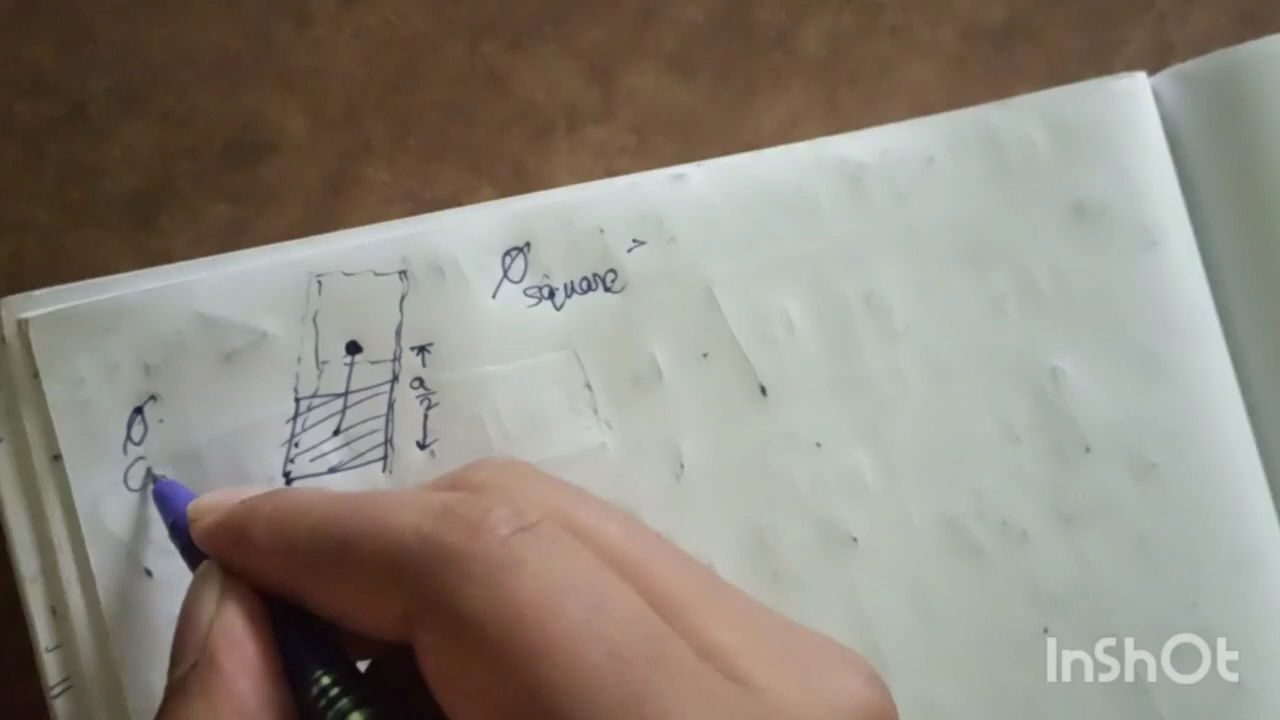 Φ square >
a/2
Φ.
InShOt